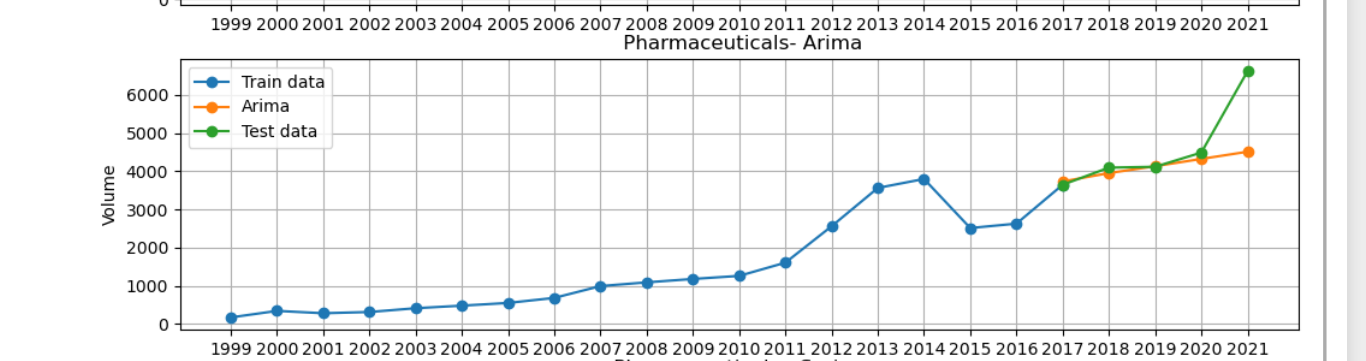 0
1999 2000 2001 2002 2003 2004 2005 2006 2007 2008 2009 2010 2011 2012 2013 2014 2015 2016 2017 2018 2019 2020 2021
Pharmaceuticals- Arima
Train data
Arima
Test data
6000
5000
4000
3000
2000
1000
0
Volume
1999 2000 2001 2002 2003 2004 2005 2006 2007 2008 2009 2010 2011 2012 2013 2014 2015 2016 2017 2018 2019 2020 2021